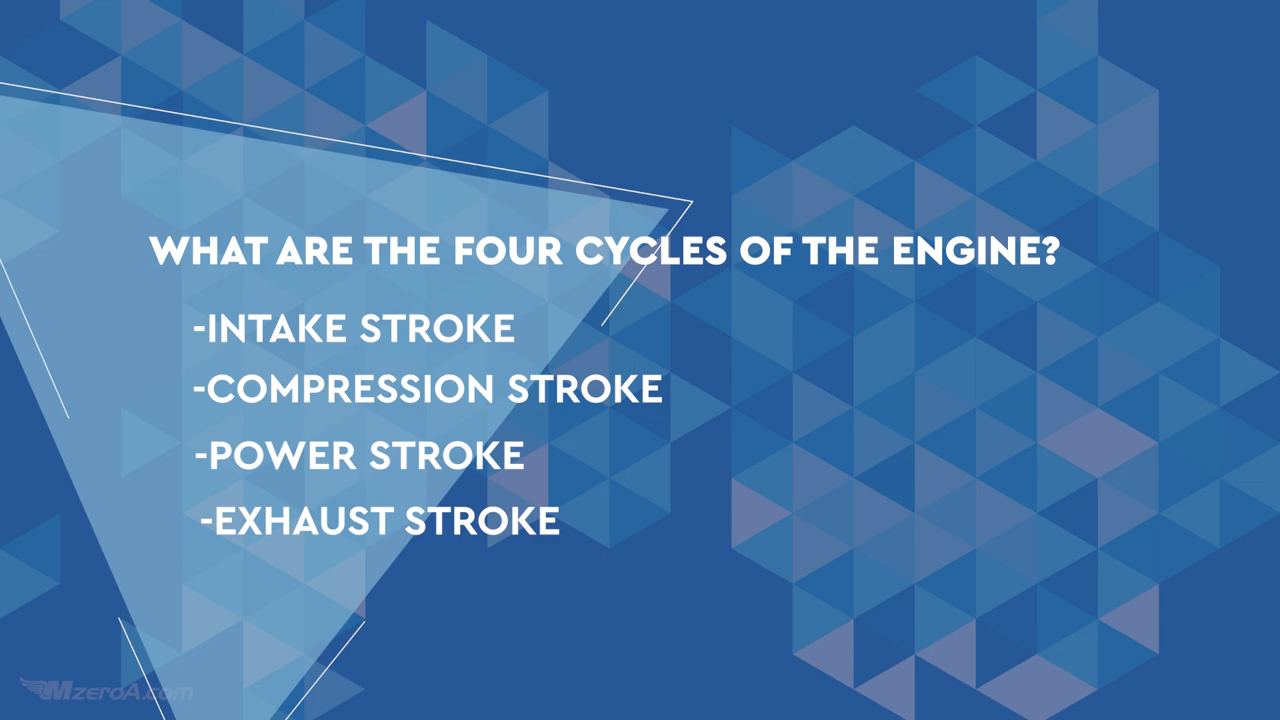 WHAT ARE THE FOUR CYCLES OF THE ENGINE?
-INTAKE STROKE
-COMPRESSION STROKE
-POWER STROKE
-EXHAUST STROKE
MzeroA.com